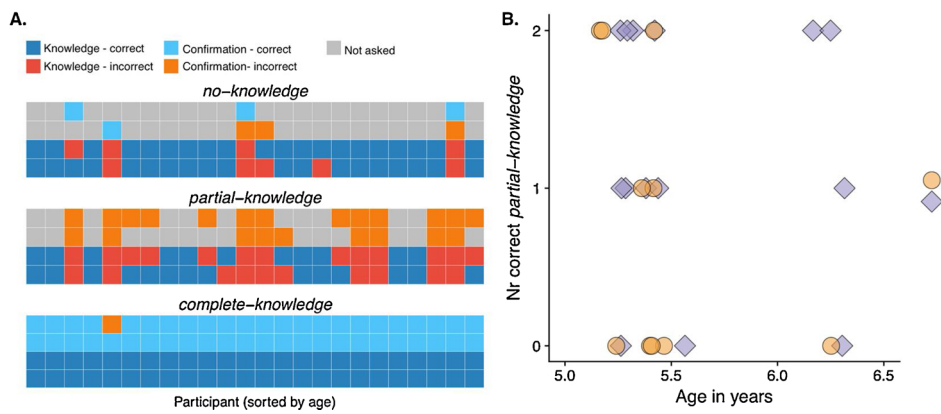 A.
Knowledge - correct
Confirmation - correct
Not asked
Knowledge - incorrect
Confirmation- incorrect
no-knowledge
partial-knowledge
complete-knowledge
Participant (sorted by age)
B.
2
1
0
Nr correct partial-knowledge
5.0 5.5 6.0 6.5
Age in years